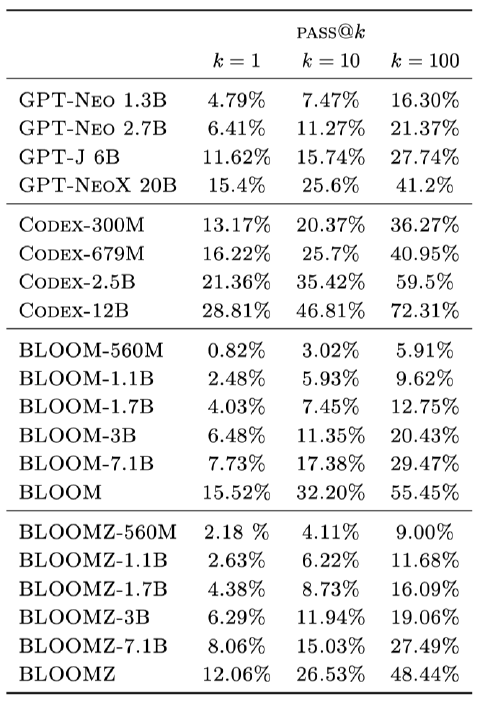 PASS@k
k = 1 k = 10 k = 100
GPT-Neo 1.3B 4.79% 7.47% 16.30%
GPT-Neo 2.7B 6.41% 11.27% 21.37%
GPT-J 6B 11.62% 15.74% 27.74%
GPT-NeoX 20B 15.4% 25.6% 41.2%
Codex-300M 13.17% 20.37% 36.27%
Codex-679M 16.22% 25.7% 40.95%
Codex-2.5B 21.36% 35.42% 59.5%
Codex-12B 28.81% 46.81% 72.31%
BLOOM-560M 0.82% 3.02% 5.91%
BLOOM-1.1B 2.48% 5.93% 9.62%
BLOOM-1.7B 4.03% 7.45% 12.75%
BLOOM-3B 6.48% 11.35% 20.43%
BLOOM-7.1B 7.73% 17.38% 29.47%
BLOOM 15.52% 32.20% 55.45%
BLOOMZ-560M 2.18 % 4.11% 9.00%
BLOOMZ-1.1B 2.63% 6.22% 11.68%
BLOOMZ-1.7B 4.38% 8.73% 16.09%
BLOOMZ-3B 6.29% 11.94% 19.06%
BLOOMZ-7.1B 8.06% 15.03% 27.49%
BLOOMZ 12.06% 26.53% 48.44%